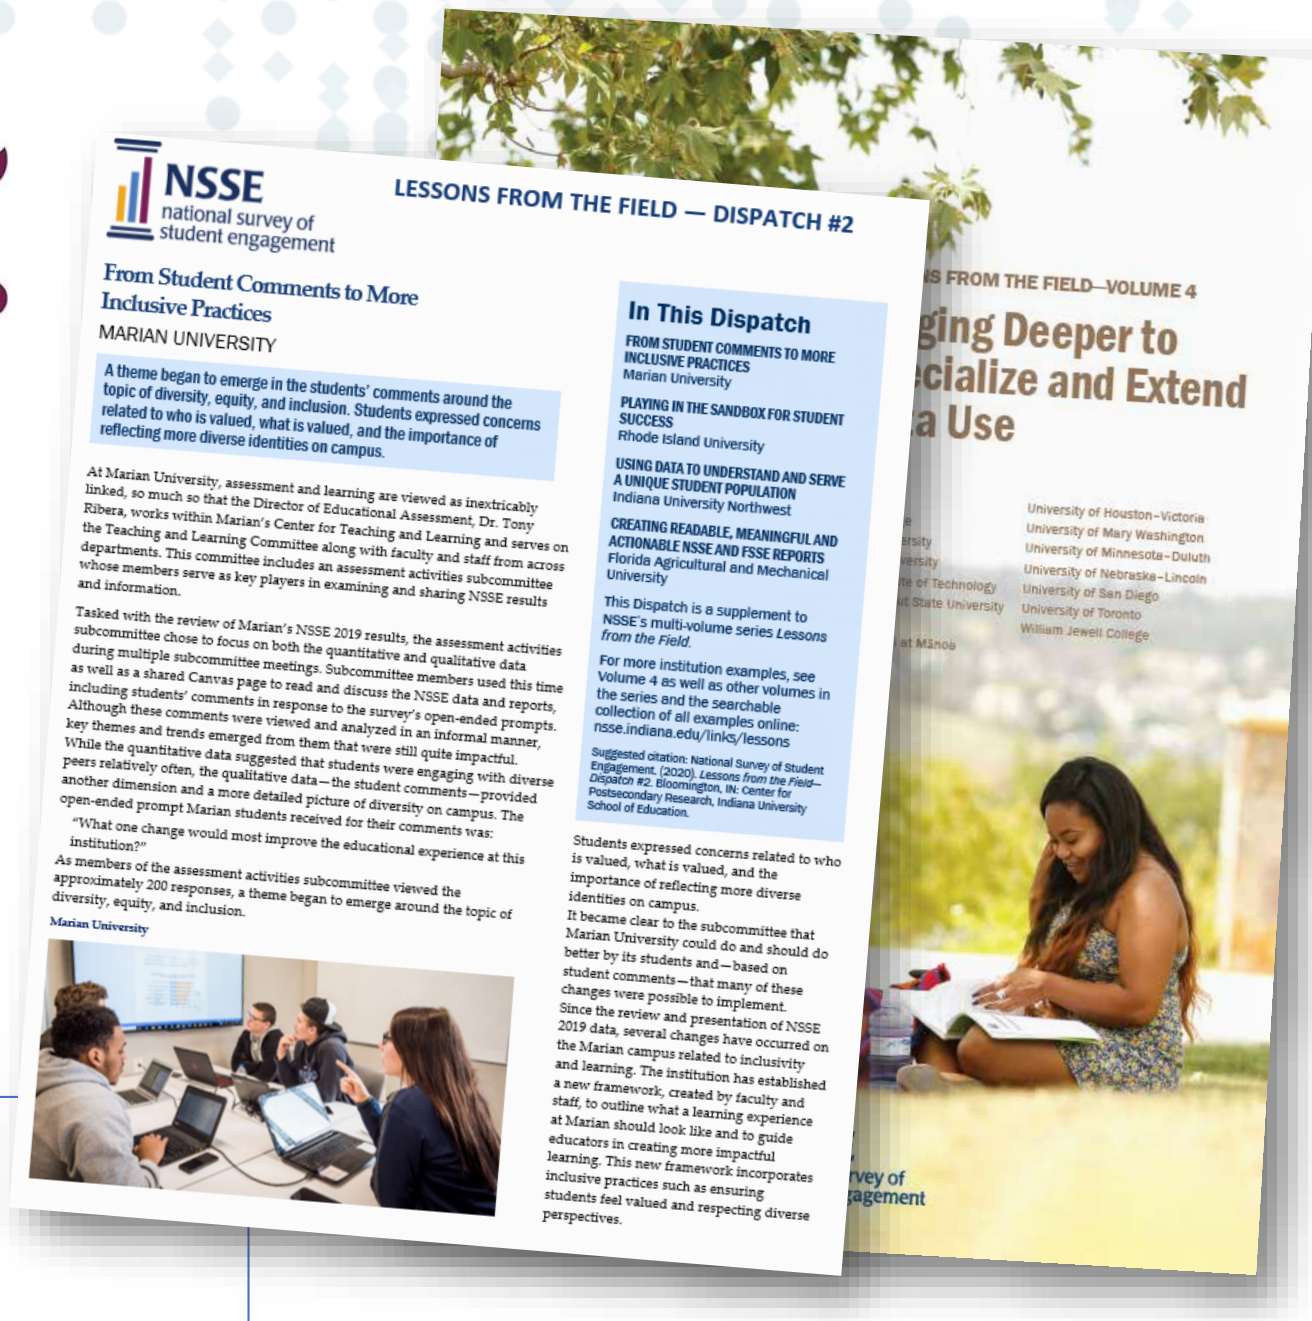 NSSE
national survey of
student engagement
LESSONS FROM THE FIELD — DISPATCH #2
From Student Comments to More
Inclusive Practices
MARIAN UNIVERSITY
A theme began to emerge in the students' comments around the
topic of diversity, equity, and inclusion. Students expressed concerns
related to who is valued, what is valued, and the importance of
reflecting more diverse identities on campus.
At Marian University, assessment and learning are viewed as inextricably
linked, so much so that the Director of Educational Assessment, Dr. Tony
Ribera, works within Marian's Center for Teaching and Learning and serves on
the Teaching and Learning Committee along with faculty and staff from across
departments. This committee includes an assessment activities subcommittee
whose members serve as key players in examining and sharing NSSE results
and information.
Tasked with the review of Marian's NSSE 2019 results, the assessment activities
subcommittee chose to focus on both the quantitative and qualitative data
during multiple subcommittee meetings. Subcommittee members used this time
as well as a shared Canvas page to read and discuss the NSSE data and reports,
including students' comments in response to the survey's open-ended prompts.
Although these comments were viewed and analyzed in an informal manner,
key themes and trends emerged from them that were still quite impactful.
While the quantitative data suggested that students were engaging with diverse
peers relatively often, the qualitative data—the student comments—provided
another dimension and a more detailed picture of diversity on campus. The
open-ended prompt Marian students received for their comments was:
"What one change would most improve the educational experience at this
institution?"
As members of the assessment activities subcommittee viewed the
approximately 200 responses, a theme began to emerge around the topic of
diversity, equity, and inclusion.
Marian University
In This Dispatch
FROM STUDENT COMMENTS TO MORE
INCLUSIVE PRACTICES
Marian University
PLAYING IN THE SANDBOX FOR STUDENT
SUCCESS
Rhode Island University
USING DATA TO UNDERSTAND AND SERVE
A UNIQUE STUDENT POPULATION
Indiana University Northwest
CREATING READABLE, MEANINGFUL AND
ACTIONABLE NSSE AND FSSE REPORTS
Florida Agricultural and Mechanical
University
This Dispatch is a supplement to
NSSE's multi-volume series Lessons
from the Field.
For more institution examples, see
Volume 4 as well as other volumes in
the series and the searchable
collection of all examples online:
nsse.indiana.edu/links/lessons
Suggested citation: National Survey of Student
Engagement. (2020). Lessons from the Field—
Dispatch #2. Bloomington, IN: Center for
Postsecondary Research, Indiana University
School of Education.
Students expressed concerns related to who
is valued, what is valued, and the
importance of reflecting more diverse
identities on campus.
It became clear to the subcommittee that
Marian University could do and should do
better by its students and—based on
student comments—that many of these
changes were possible to implement.
Since the review and presentation of NSSE
2019 data, several changes have occurred on
the Marian campus related to inclusivity
and learning. The institution has established
a new framework, created by faculty and
staff, to outline what a learning experience
at Marian should look like and to guide
educators in creating more impactful
learning. This new framework incorporates
inclusive practices such as ensuring
students feel valued and respecting diverse
perspectives.
NS FROM THE FIELD—VOLUME 4
ging Deeper to
ecialize and Extend
ta Use
e
ersity
versity
te of Technology
ut State University
at Mānoa
University of Houston–Victoria
University of Mary Washington
University of Minnesota–Duluth
University of Nebraska–Lincoln
University of San Diego
University of Toronto
William Jewell College
rvey of
gagement